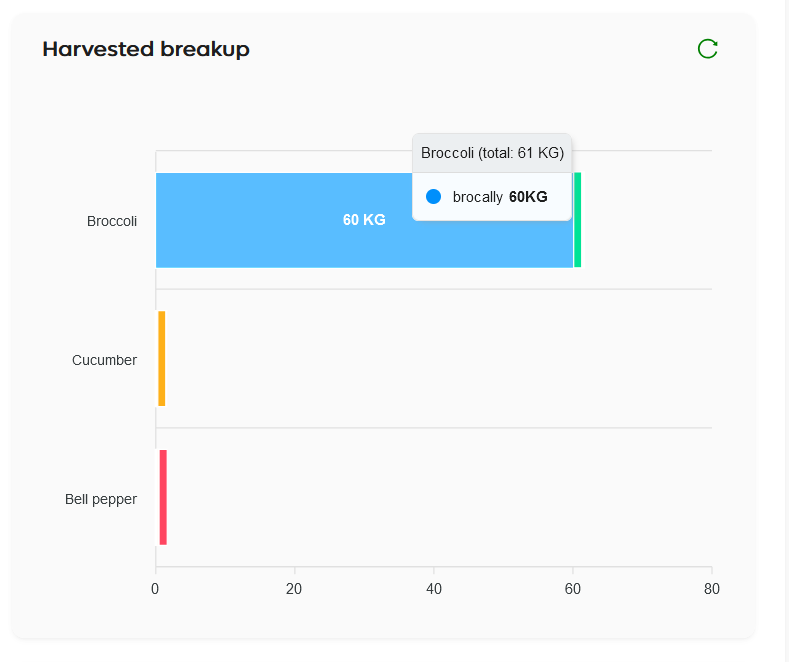 Harvested breakup
Broccoli (total: 61 KG)
brocally 60KG
60 KG
Broccoli
Cucumber
Bell pepper
0 20 40 60 80